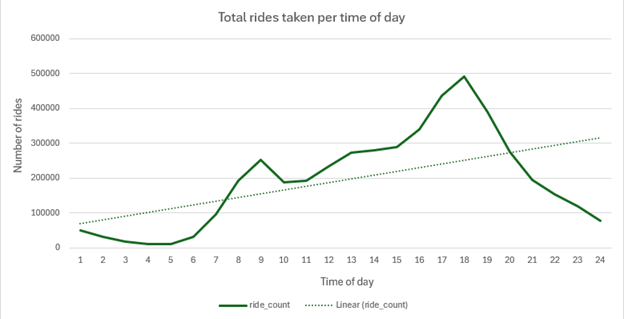 Total rides taken per time of day
600000
500000
400000
300000
200000
100000
0
Number of rides
1 2 3 4 5 6 7 8 9 10 11 12 13 14 15 16 17 18 19 20 21 22 23 24
Time of day
ride_count Linear (ride_count)